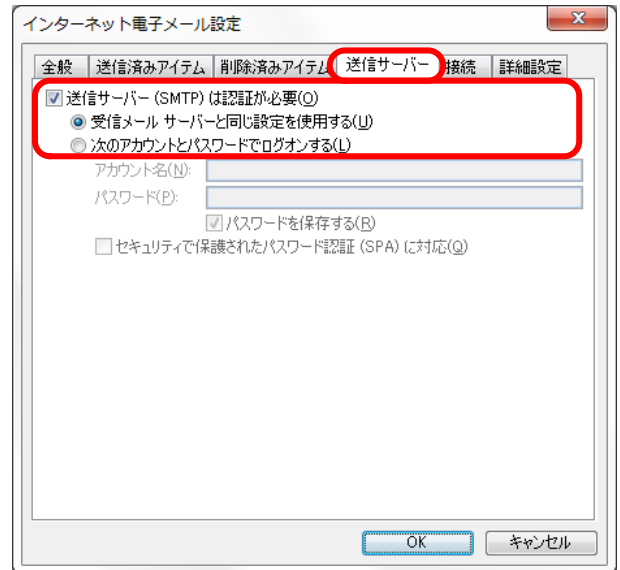 インターネット電子メール設定
全般 送信済みアイテム 削除済みアイテム 送信サーバー 接続 詳細設定
送信サーバー (SMTP) は認証が必要(O)
受信メール サーバーと同じ設定を使用する(U)
次のアカウントとパスワードでログオンする(L)
アカウント名(N):
パスワード(P):
パスワードを保存する(R)
セキュリティで保護されたパスワード認証 (SPA) に対応(Q)
OK キャンセル